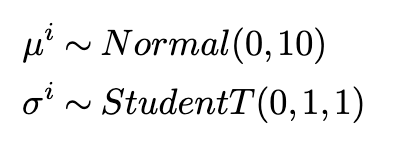 μ^i ∼ Normal(0, 10)
σ^i ∼ StudentT(0, 1, 1)